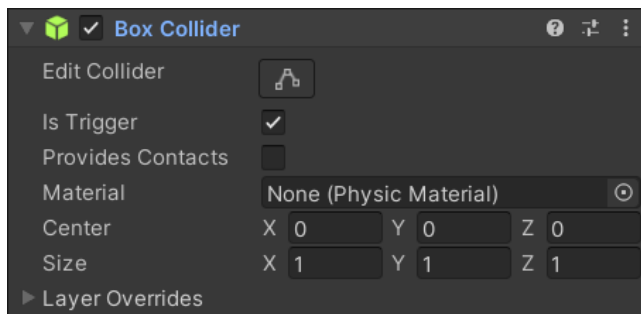 Box Collider
Edit Collider
Is Trigger
Provides Contacts
Material None (Physic Material)
Center X 0 Y 0 Z 0
Size X 1 Y 1 Z 1
Layer Overrides